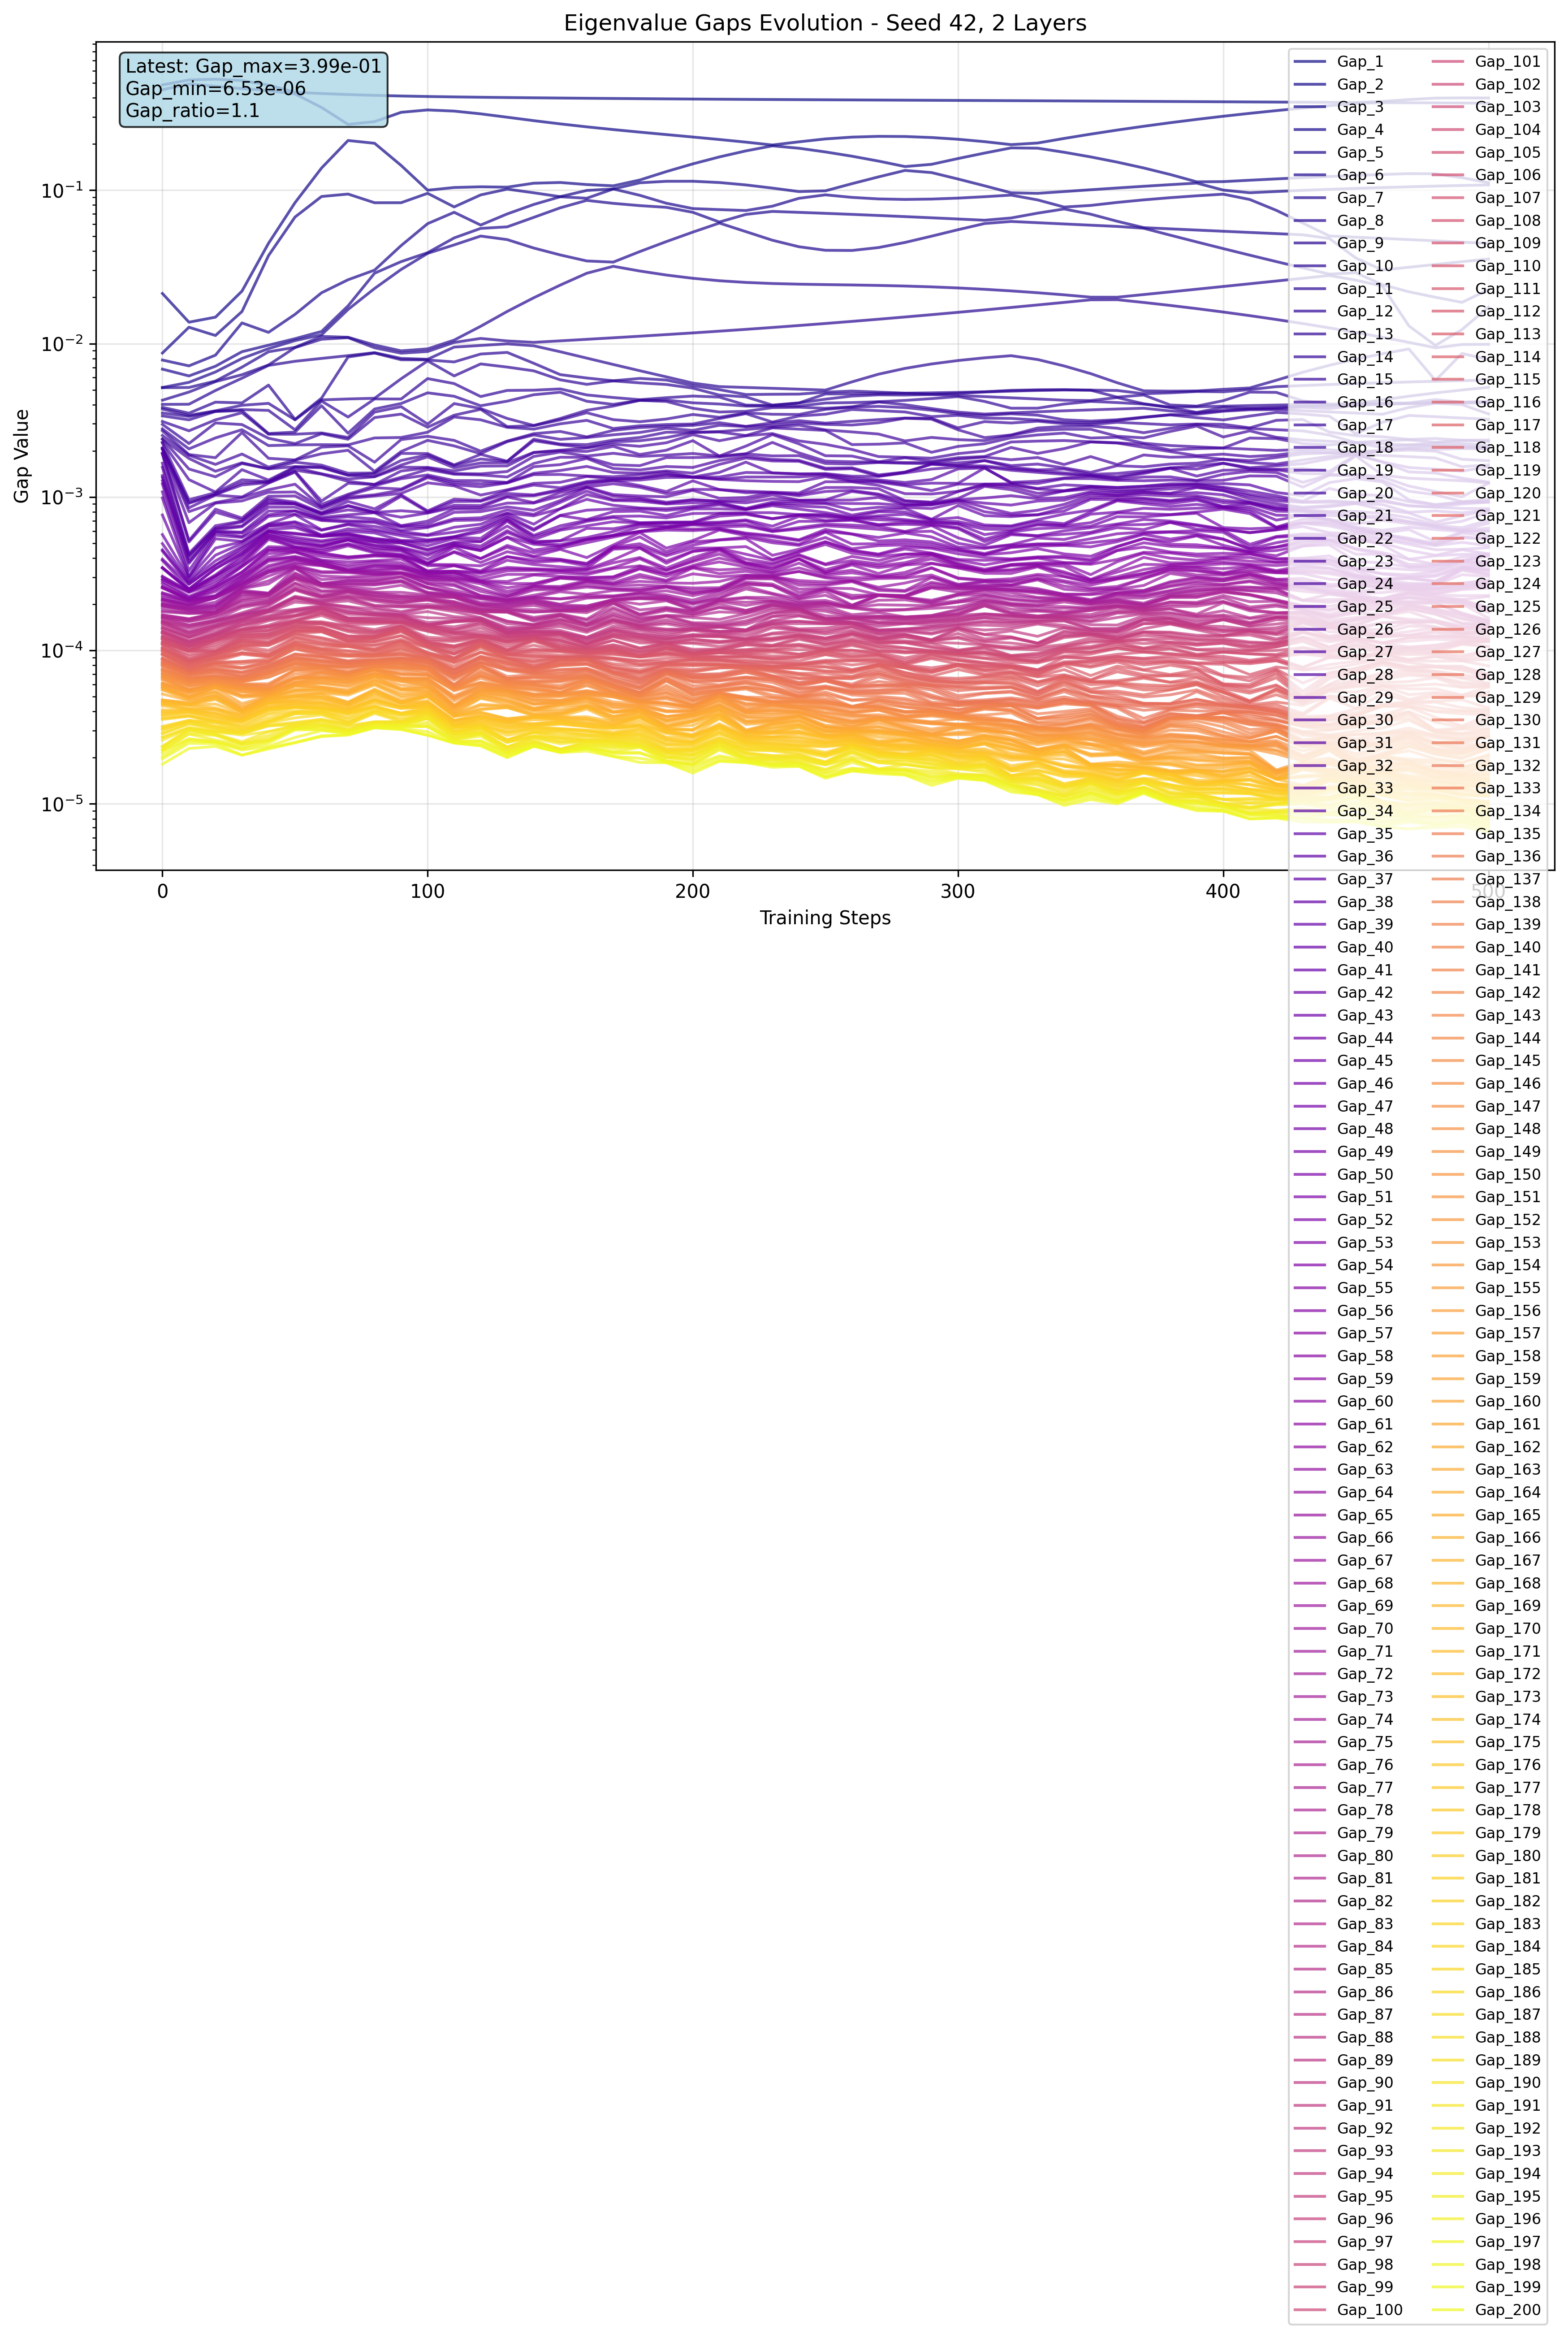 Eigenvalue Gaps Evolution - Seed 42, 2 Layers
Latest: Gap_max=3.99e-01
Gap_min=6.53e-06
Gap_ratio=1.1
Gap Value
10⁻¹
10⁻²
10⁻³
10⁻⁴
10⁻⁵
0
100
200
300
400
500
Training Steps
Gap_1
Gap_2
Gap_3
Gap_4
Gap_5
Gap_6
Gap_7
Gap_8
Gap_9
Gap_10
Gap_11
Gap_12
Gap_13
Gap_14
Gap_15
Gap_16
Gap_17
Gap_18
Gap_19
Gap_20
Gap_21
Gap_22
Gap_23
Gap_24
Gap_25
Gap_26
Gap_27
Gap_28
Gap_29
Gap_30
Gap_31
Gap_32
Gap_33
Gap_34
Gap_35
Gap_36
Gap_37
Gap_38
Gap_39
Gap_40
Gap_41
Gap_42
Gap_43
Gap_44
Gap_45
Gap_46
Gap_47
Gap_48
Gap_49
Gap_50
Gap_51
Gap_52
Gap_53
Gap_54
Gap_55
Gap_56
Gap_57
Gap_58
Gap_59
Gap_60
Gap_61
Gap_62
Gap_63
Gap_64
Gap_65
Gap_66
Gap_67
Gap_68
Gap_69
Gap_70
Gap_71
Gap_72
Gap_73
Gap_74
Gap_75
Gap_76
Gap_77
Gap_78
Gap_79
Gap_80
Gap_81
Gap_82
Gap_83
Gap_84
Gap_85
Gap_86
Gap_87
Gap_88
Gap_89
Gap_90
Gap_91
Gap_92
Gap_93
Gap_94
Gap_95
Gap_96
Gap_97
Gap_98
Gap_99
Gap_100
Gap_101
Gap_102
Gap_103
Gap_104
Gap_105
Gap_106
Gap_107
Gap_108
Gap_109
Gap_110
Gap_111
Gap_112
Gap_113
Gap_114
Gap_115
Gap_116
Gap_117
Gap_118
Gap_119
Gap_120
Gap_121
Gap_122
Gap_123
Gap_124
Gap_125
Gap_126
Gap_127
Gap_128
Gap_129
Gap_130
Gap_131
Gap_132
Gap_133
Gap_134
Gap_135
Gap_136
Gap_137
Gap_138
Gap_139
Gap_140
Gap_141
Gap_142
Gap_143
Gap_144
Gap_145
Gap_146
Gap_147
Gap_148
Gap_149
Gap_150
Gap_151
Gap_152
Gap_153
Gap_154
Gap_155
Gap_156
Gap_157
Gap_158
Gap_159
Gap_160
Gap_161
Gap_162
Gap_163
Gap_164
Gap_165
Gap_166
Gap_167
Gap_168
Gap_169
Gap_170
Gap_171
Gap_172
Gap_173
Gap_174
Gap_175
Gap_176
Gap_177
Gap_178
Gap_179
Gap_180
Gap_181
Gap_182
Gap_183
Gap_184
Gap_185
Gap_186
Gap_187
Gap_188
Gap_189
Gap_190
Gap_191
Gap_192
Gap_193
Gap_194
Gap_195
Gap_196
Gap_197
Gap_198
Gap_199
Gap_200